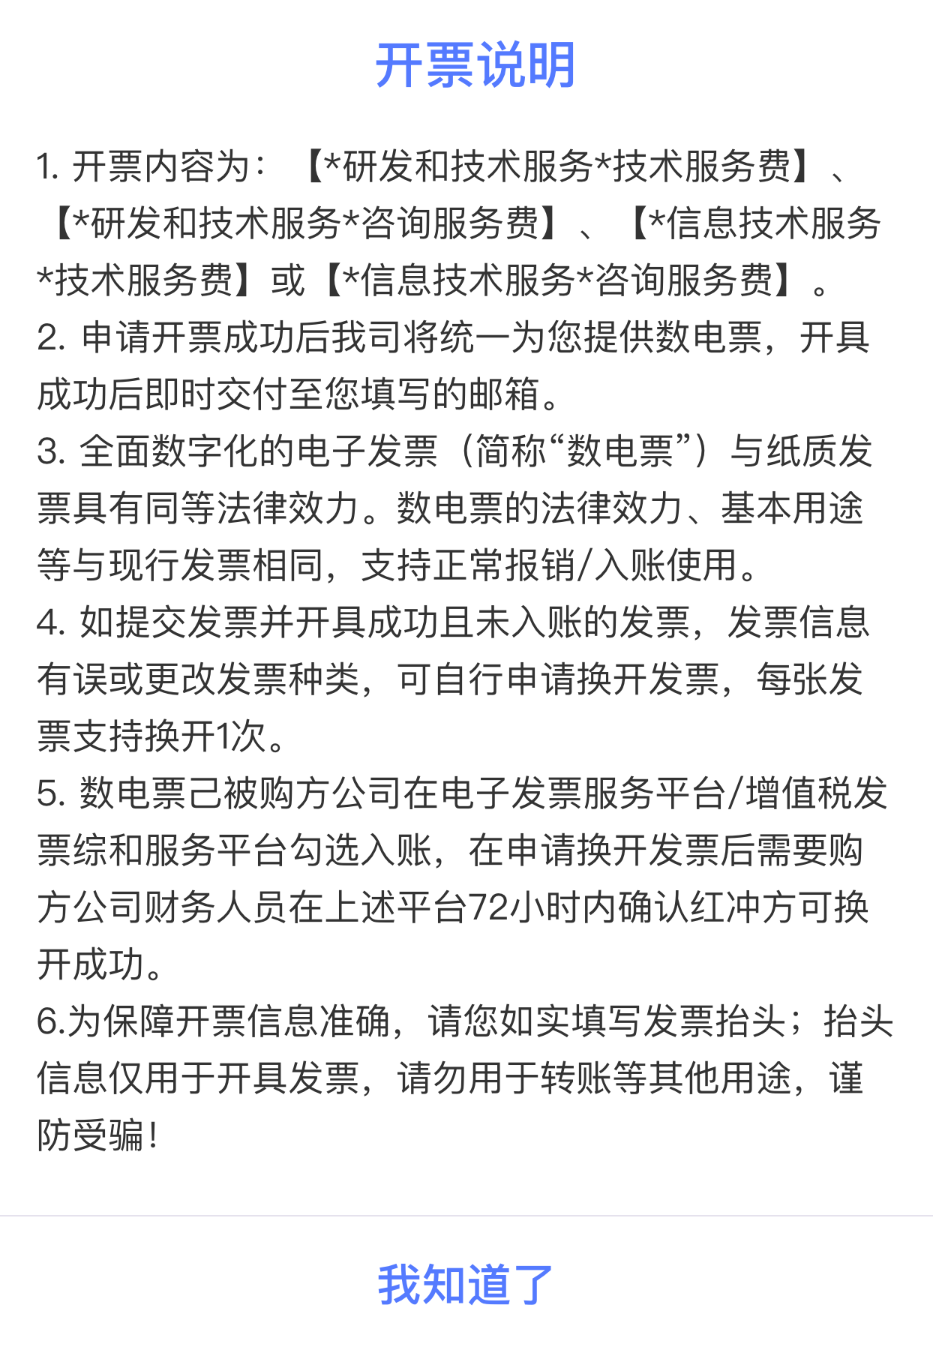 开票说明
1. 开票内容为：【*研发和技术服务*技术服务费】、
【*研发和技术服务*咨询服务费】、【*信息技术服务
*技术服务费】或【*信息技术服务*咨询服务费】。
2. 申请开票成功后我司将统一为您提供数电票，开具
成功后即时交付至您填写的邮箱。
3. 全面数字化的电子发票（简称“数电票”）与纸质发
票具有同等法律效力。数电票的法律效力、基本用途
等与现行发票相同，支持正常报销/入账使用。
4. 如提交发票并开具成功且未入账的发票，发票信息
有误或更改发票种类，可自行申请换开发票，每张发
票支持换开1次。
5. 数电票己被购方公司在电子发票服务平台/增值税发
票综和服务平台勾选入账，在申请换开发票后需要购
方公司财务人员在上述平台72小时内确认红冲方可换
开成功。
6.为保障开票信息准确，请您如实填写发票抬头；抬头
信息仅用于开具发票，请勿用于转账等其他用途，谨
防受骗！
我知道了